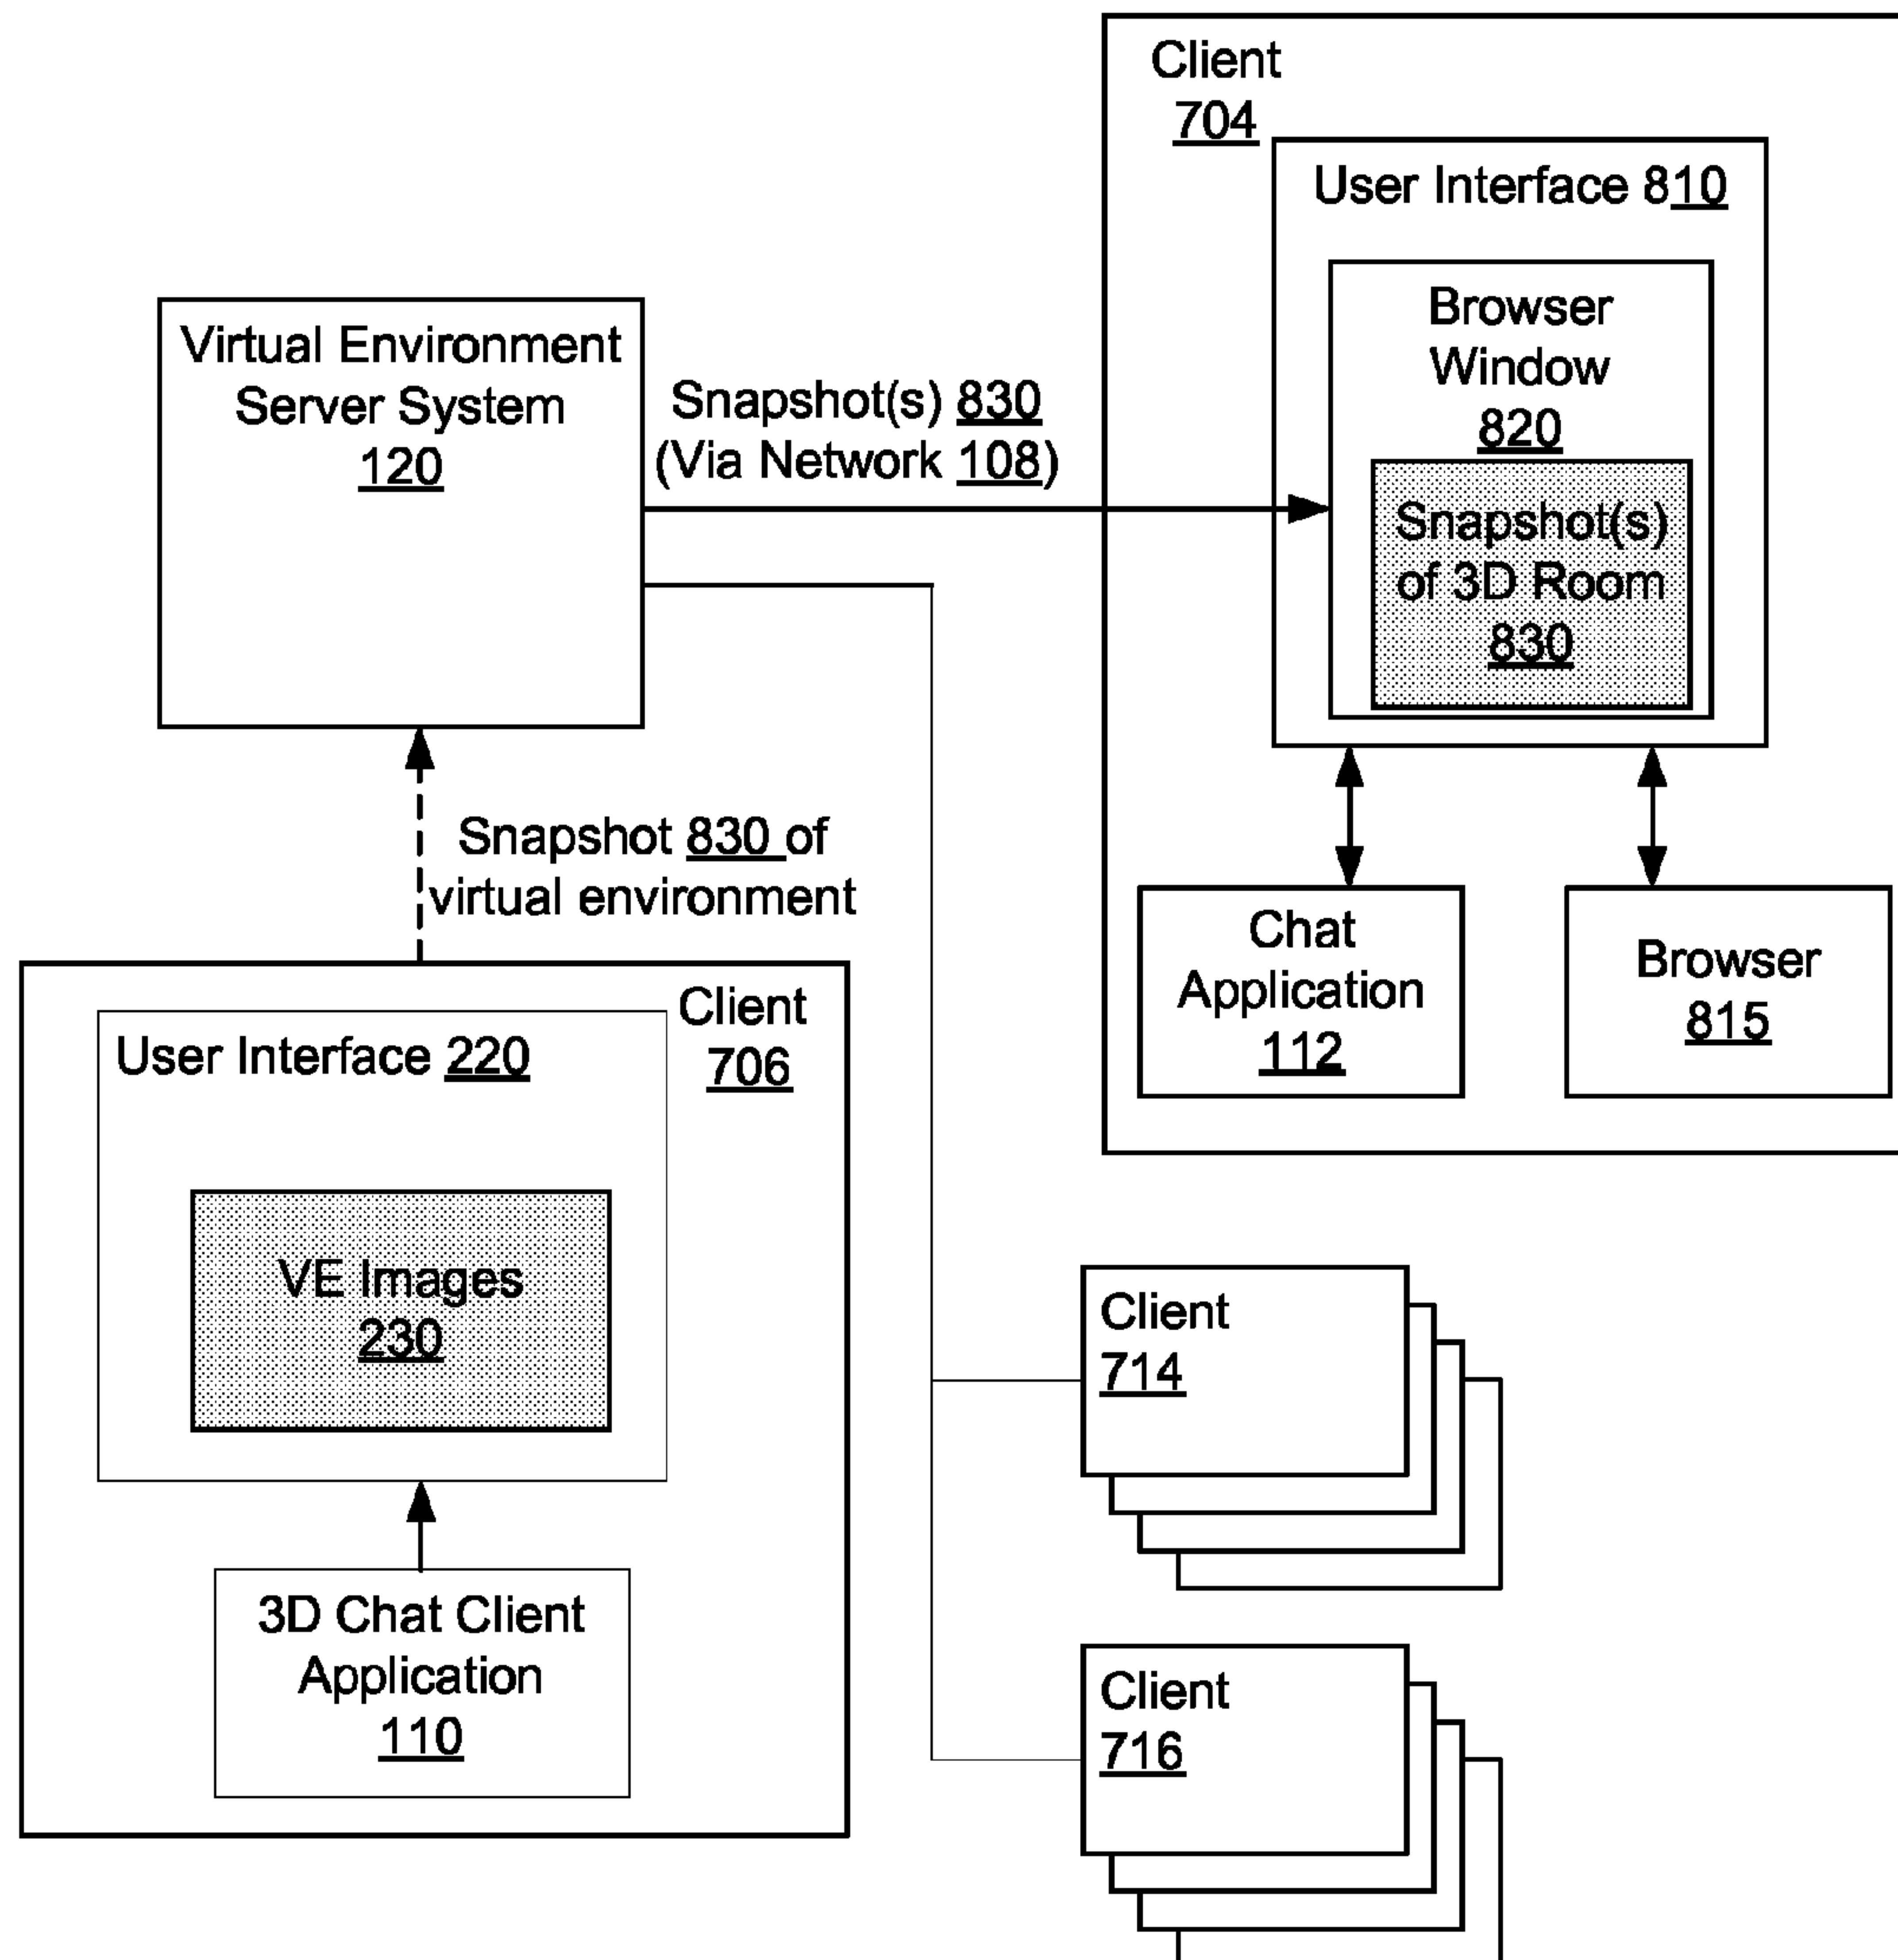 Client
704
User Interface 810
Browser
Window
820
Snapshot(s)
of 3D Room
830
Virtual Environment
Server System
120
Snapshot(s) 830
(Via Network 108)
Snapshot 830 of
virtual environment
Chat
Application
112
Browser
815
Client
706
User Interface 220
VE Images
230
3D Chat Client
Application
110
Client
714
Client
716